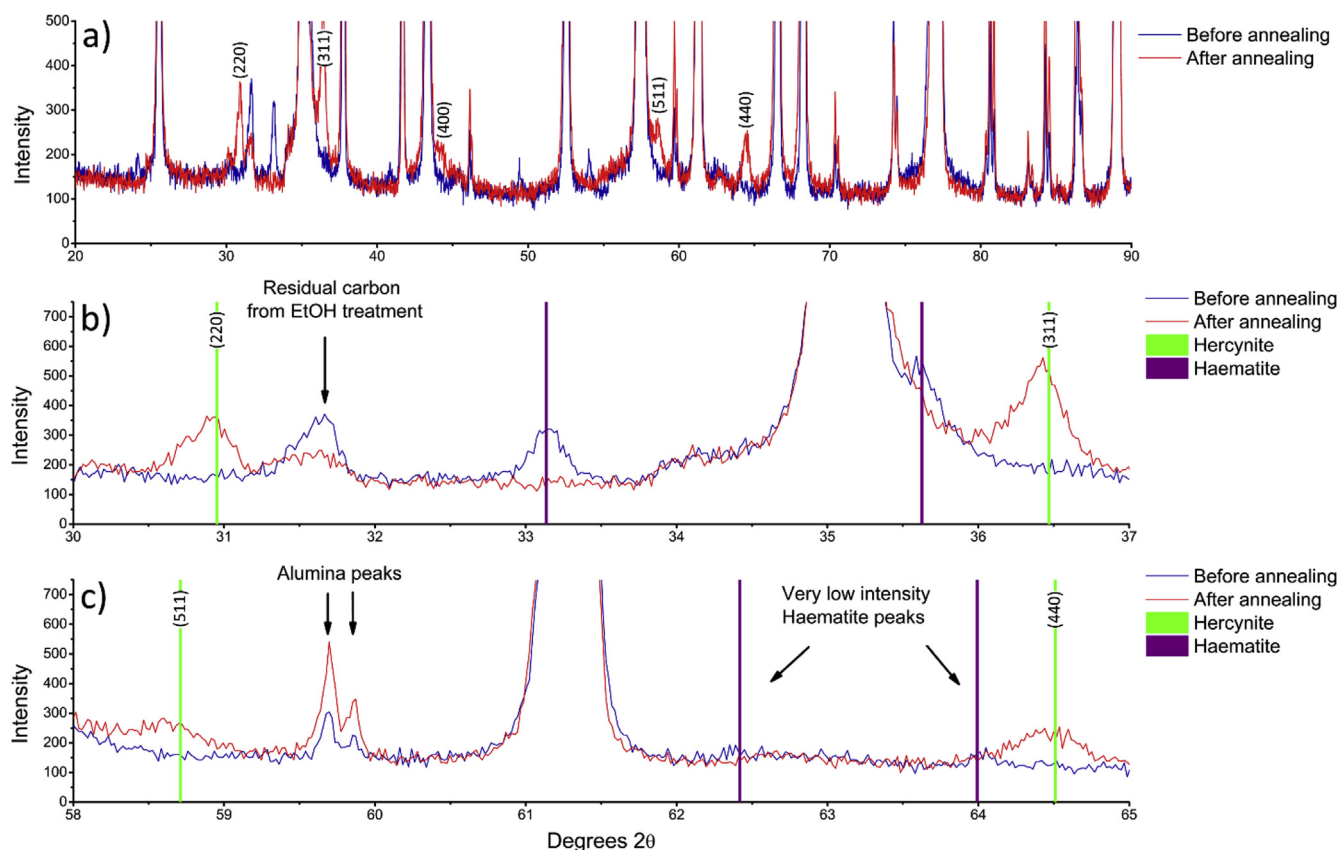 a)
Intensity
500
400
300
200
100
0
(220)
(311)
(400)
(511)
(440)
20
30
40
50
60
70
80
90
Before annealing
After annealing
b)
Residual carbon
from EtOH treatment
Intensity
700
600
500
400
300
200
100
0
(220)
(311)
30
31
32
33
34
35
36
37
Before annealing
After annealing
Hercynite
Haematite
c)
Alumina peaks
Very low intensity
Haematite peaks
Intensity
700
600
500
400
300
200
100
0
(511)
(440)
58
59
60
61
62
63
64
65
Degrees 2θ
Before annealing
After annealing
Hercynite
Haematite